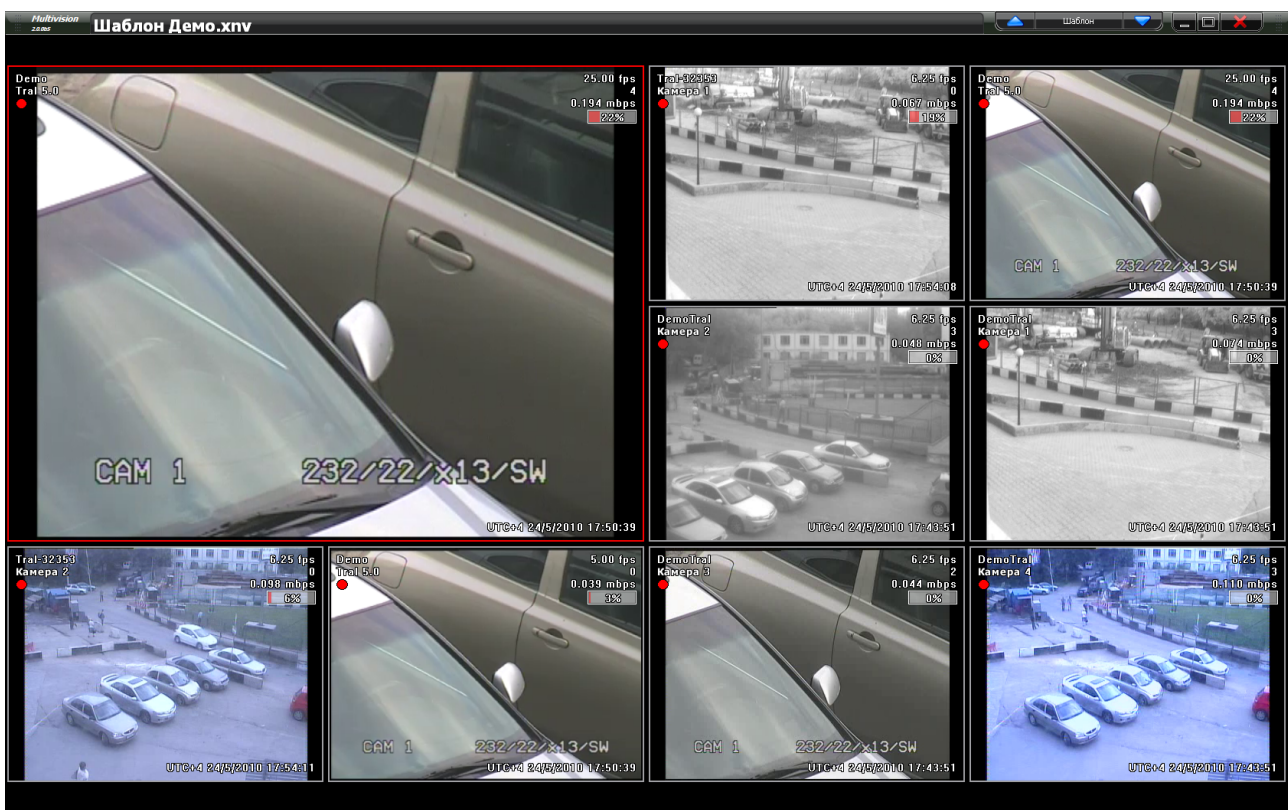 Multivision
Шаблон Демо.xnv
Шаблон
Demo
Tral 5.0
25.00 fps
4
0.194 mbps
22%
CAM 1 232/22/x13/SW
UTC+4 24/5/2010 17:50:39
Tral-32353
Камера 1
6.25 fps
0
0.067 mbps
19%
UTC+4 24/5/2010 17:54:08
Demo
Tral 5.0
25.00 fps
4
0.194 mbps
22%
CAM 1 232/22/x13/SW
UTC+4 24/5/2010 17:50:39
DemoTral
Камера 2
6.25 fps
3
0.048 mbps
0%
UTC+4 24/5/2010 17:43:51
DemoTral
Камера 1
6.25 fps
3
0.074 mbps
0%
UTC+4 24/5/2010 17:43:51
Tral-32353
Камера 2
6.25 fps
0
0.098 mbps
6%
UTC+4 24/5/2010 17:54:11
Demo
Tral 5.0
5.00 fps
0
0.039 mbps
3%
CAM 1 232/22/x13/SW
UTC+4 24/5/2010 17:50:39
DemoTral
Камера 3
6.25 fps
2
0.044 mbps
0%
CAM 1 232/22/x13/SW
UTC+4 24/5/2010 17:43:51
DemoTral
Камера 4
6.25 fps
3
0.110 mbps
0%
UTC+4 24/5/2010 17:43:51